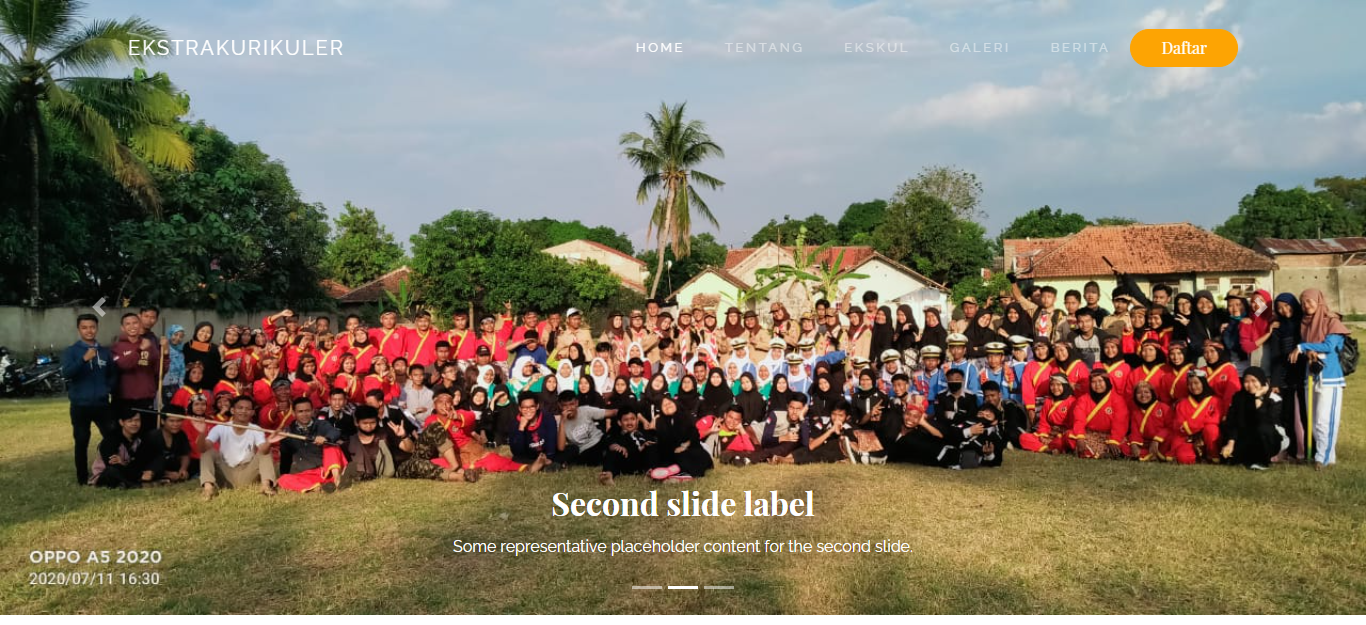 EKSTRAKURIKULER
HOME TENTANG EKSKUL GALERI BERITA Daftar
Second slide label
Some representative placeholder content for the second slide.
OPPO A5 2020
2020/07/11 16:30